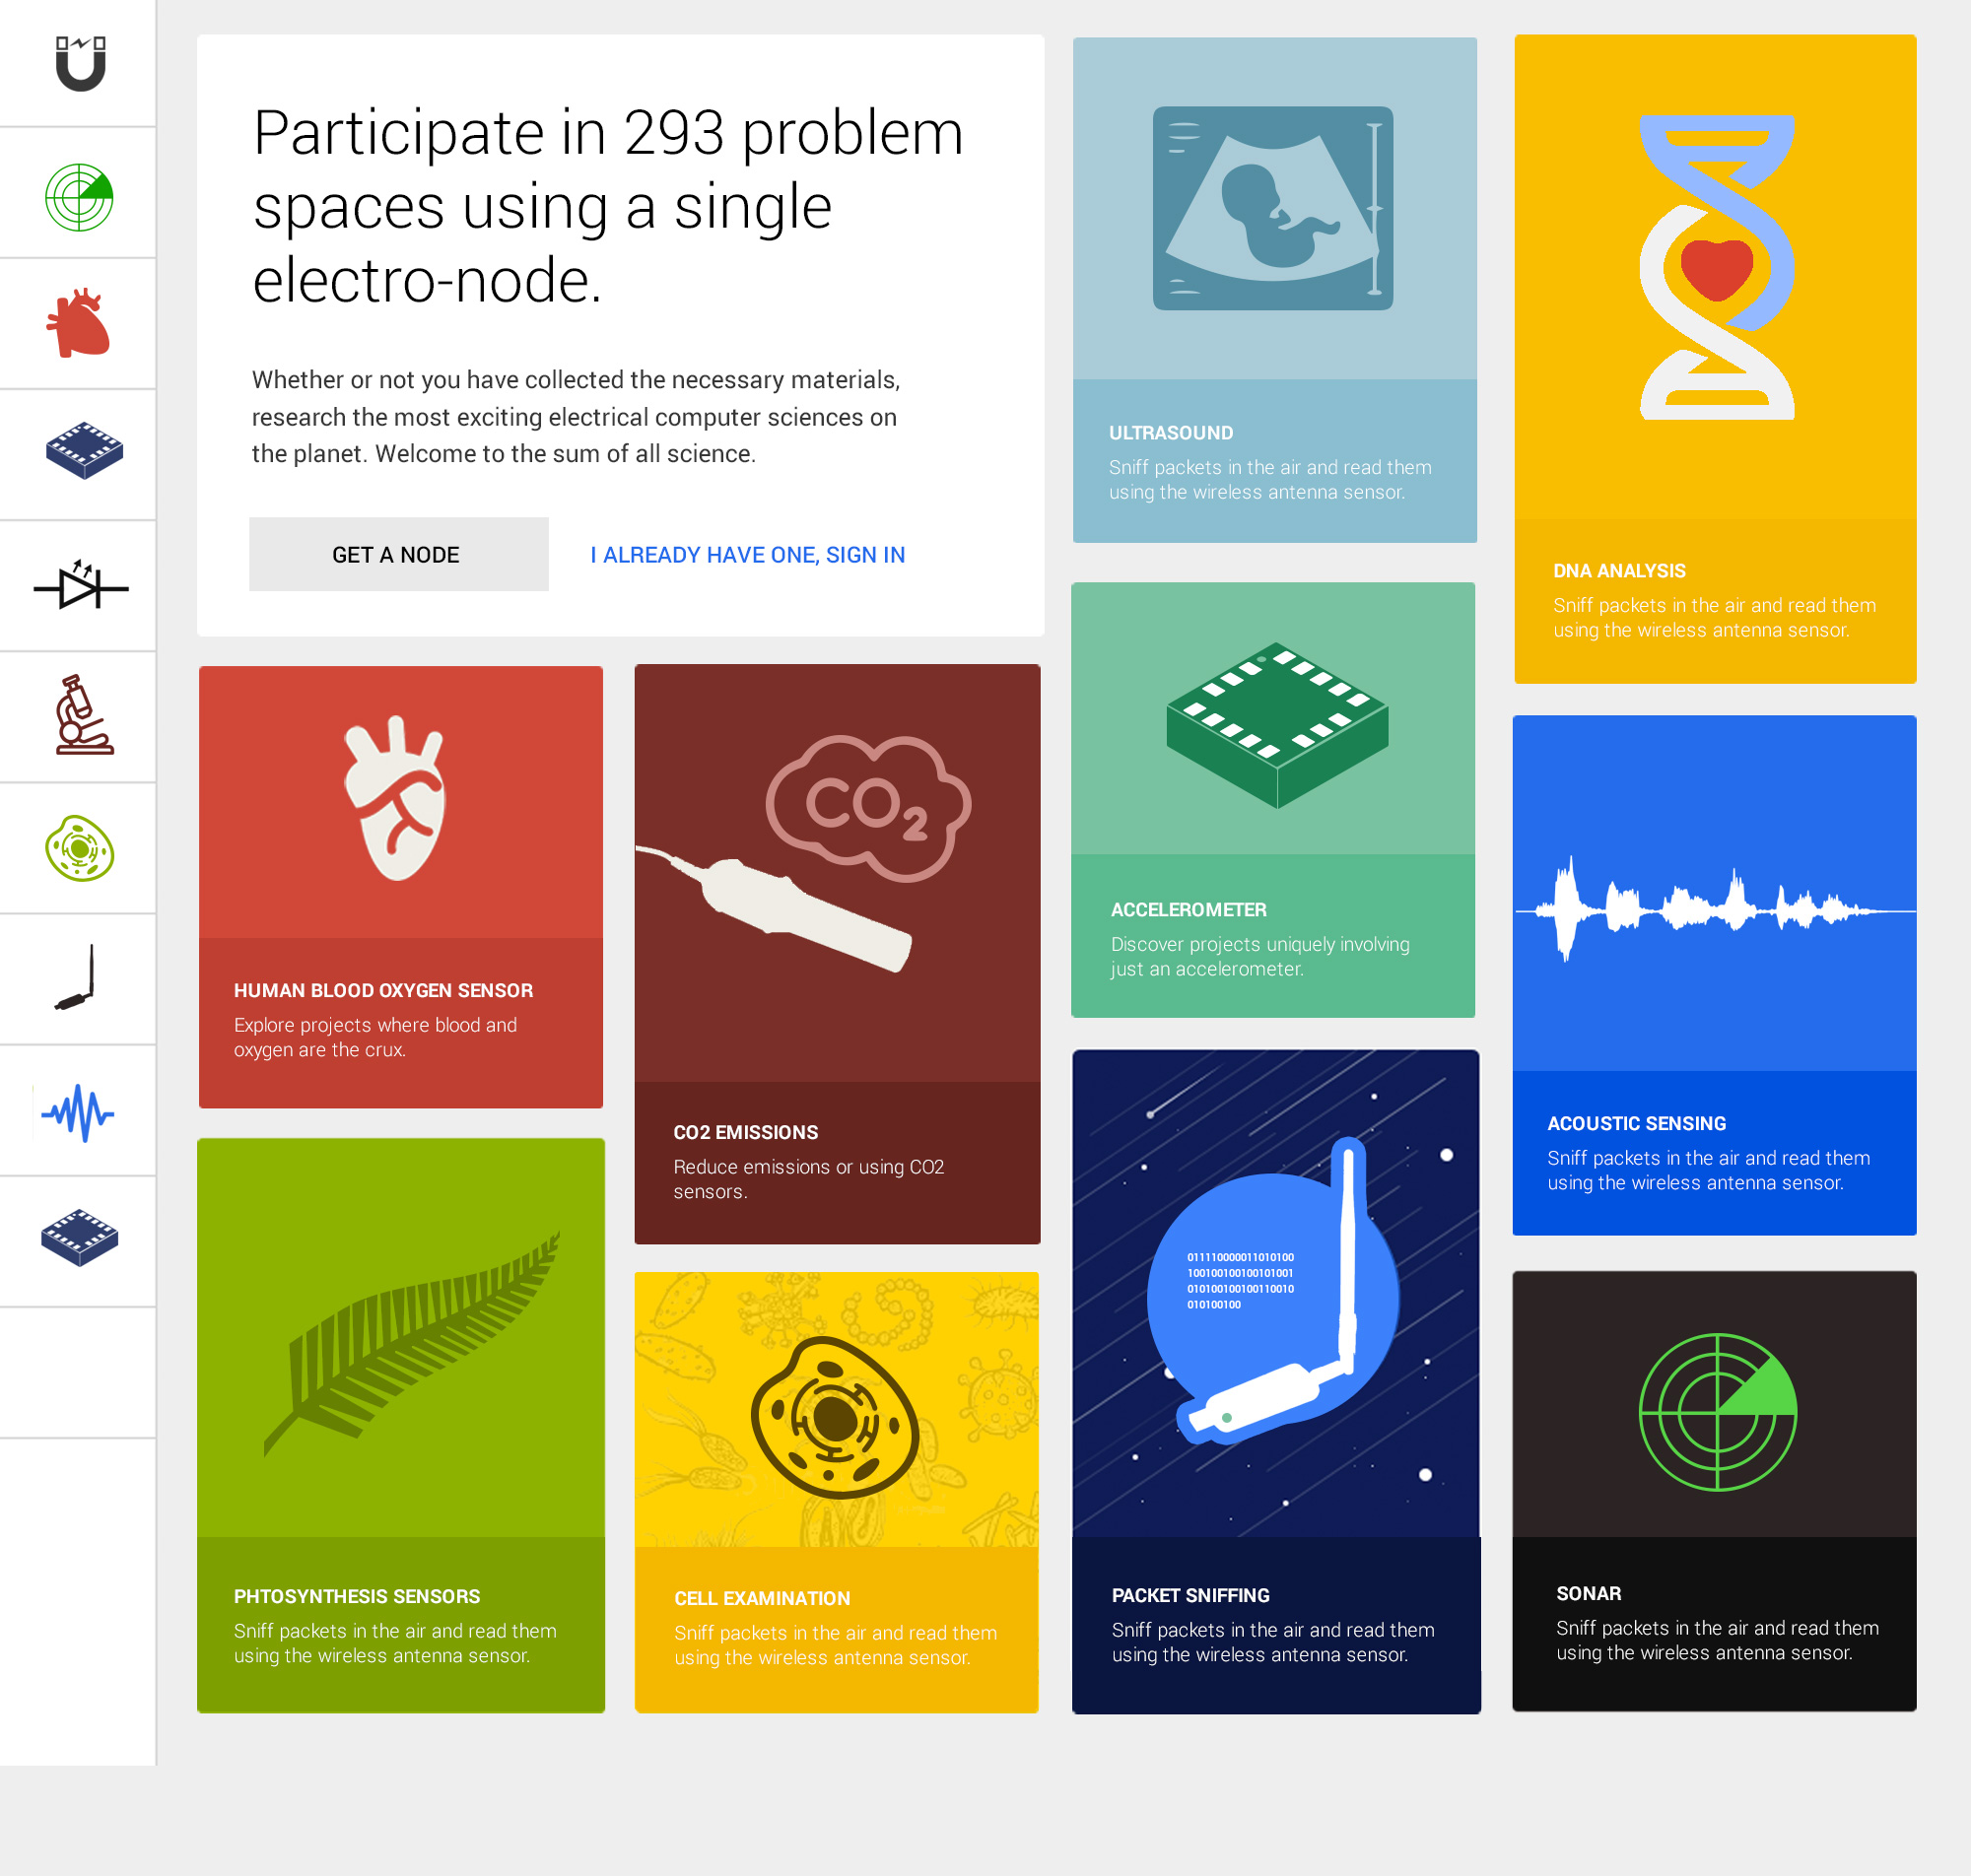 Participate in 293 problem
spaces using a single
electro-node.
Whether or not you have collected the necessary materials,
research the most exciting electrical computer sciences on
the planet. Welcome to the sum of all science.
GET A NODE
I ALREADY HAVE ONE, SIGN IN
ULTRASOUND
Sniff packets in the air and read them
using the wireless antenna sensor.
DNA ANALYSIS
Sniff packets in the air and read them
using the wireless antenna sensor.
HUMAN BLOOD OXYGEN SENSOR
Explore projects where blood and
oxygen are the crux.
CO2
CO2 EMISSIONS
Reduce emissions or using CO2
sensors.
ACCELEROMETER
Discover projects uniquely involving
just an accelerometer.
ACOUSTIC SENSING
Sniff packets in the air and read them
using the wireless antenna sensor.
PHTOSYNTHESIS SENSORS
Sniff packets in the air and read them
using the wireless antenna sensor.
CELL EXAMINATION
Sniff packets in the air and read them
using the wireless antenna sensor.
011110000011010100
100100100100101001
010100100100110010
010100100
PACKET SNIFFING
Sniff packets in the air and read them
using the wireless antenna sensor.
SONAR
Sniff packets in the air and read them
using the wireless antenna sensor.